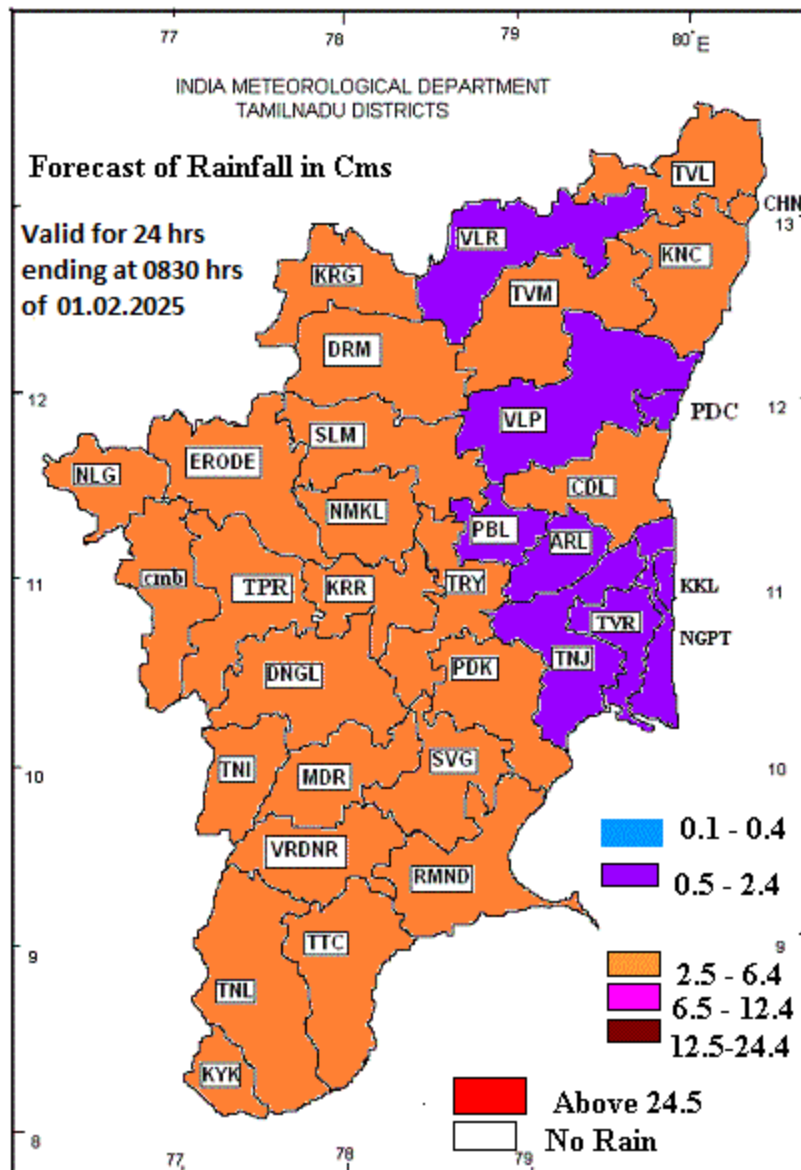 77 78 79 80°E
INDIA METEOROLOGICAL DEPARTMENT
TAMILNADU DISTRICTS
Forecast of Rainfall in Cms
Valid for 24 hrs
ending at 0830 hrs
of 01.02.2025
TVL
CHN
13
VLR
KNC
KRG
TVM
DRM
12
12
PDC
VLP
SLM
ERODE
NLG
CDL
NMKL
PBL
ARL
11
cmb
TPR
KRR
TRY
KKL
11
TVR
NGPT
DNGL
PDK
TNJ
10
TNI
MDR
SVG
10
0.1 - 0.4
VRDNR
RMND
0.5 - 2.4
9
TTC
9
2.5 - 6.4
TNL
6.5 - 12.4
12.5-24.4
KYK
Above 24.5
8
No Rain
77 78 79